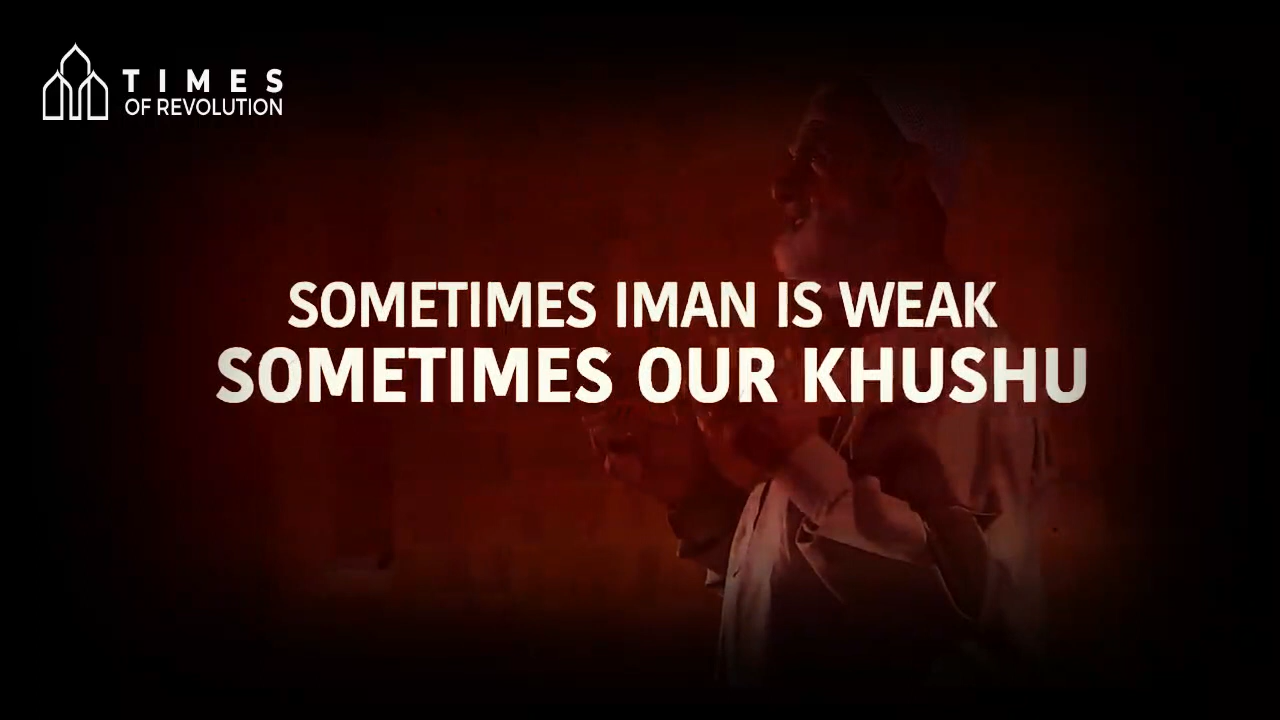 TIMES
OF REVOLUTION
SOMETIMES IMAN IS WEAK
SOMETIMES OUR KHUSHU